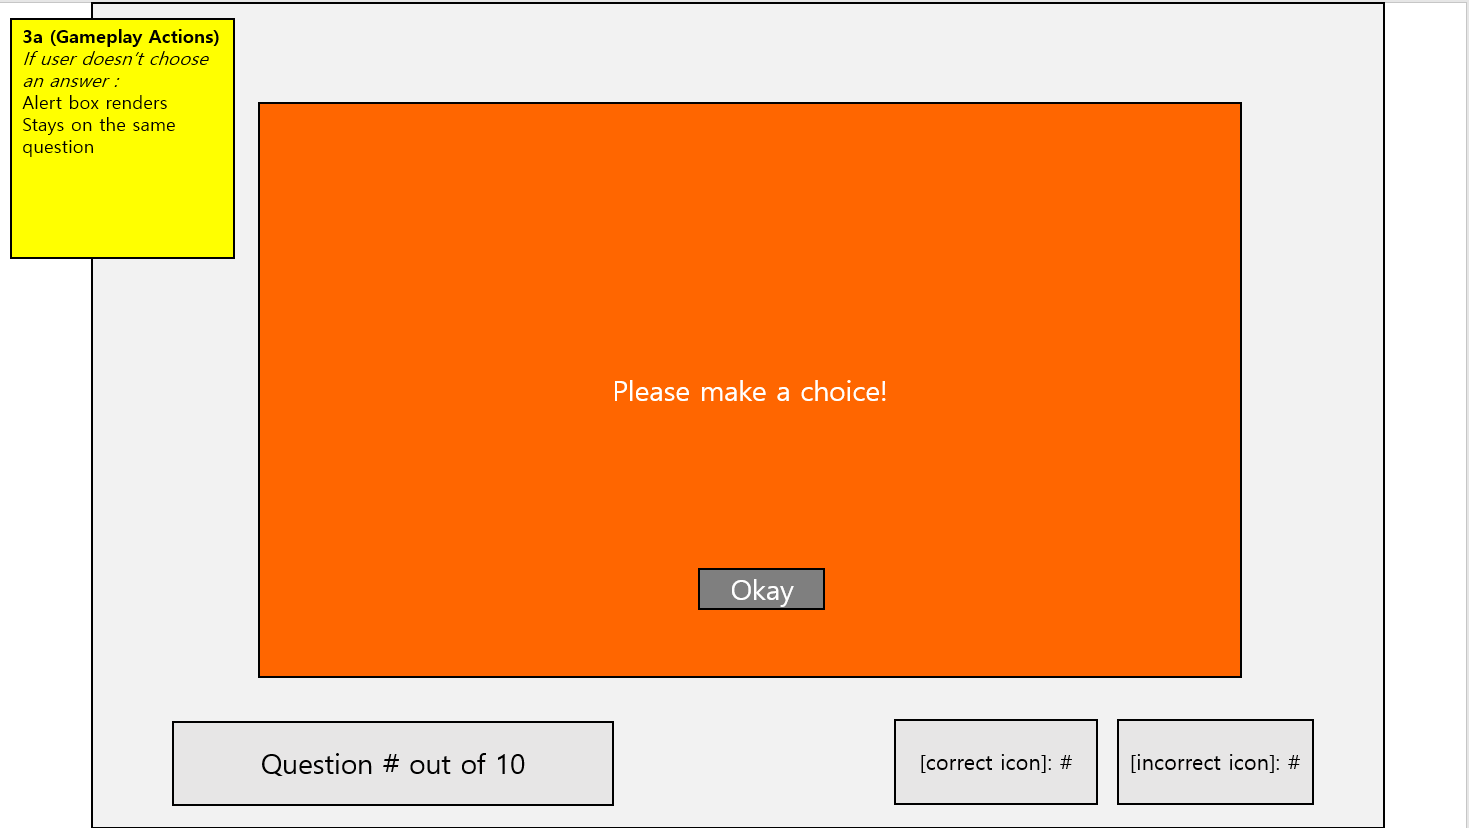 3a (Gameplay Actions)
If user doesn’t choose
an answer :
Alert box renders
Stays on the same
question
Please make a choice!
Okay
Question # out of 10
[correct icon]: #
[incorrect icon]: #